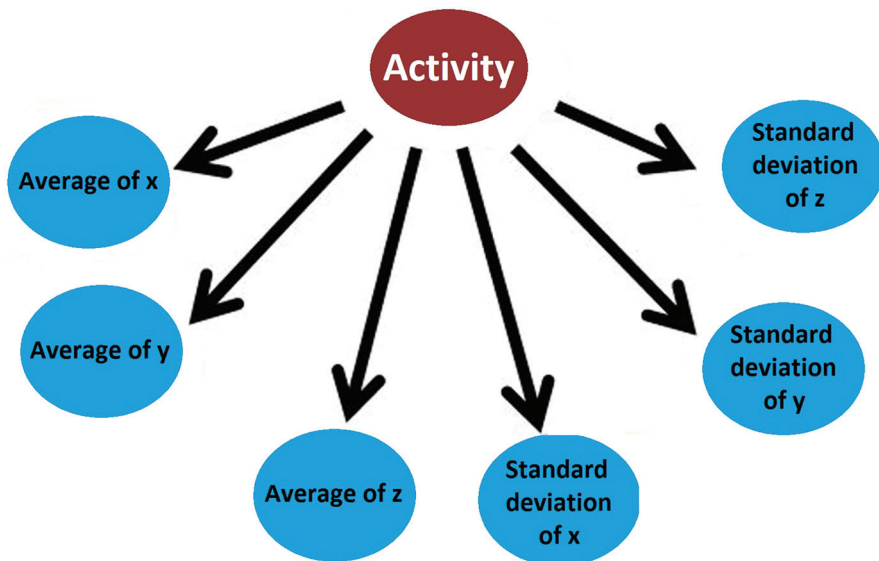 Activity
Average of x
Average of y
Average of z
Standard
deviation
of x
Standard
deviation
of y
Standard
deviation
of z